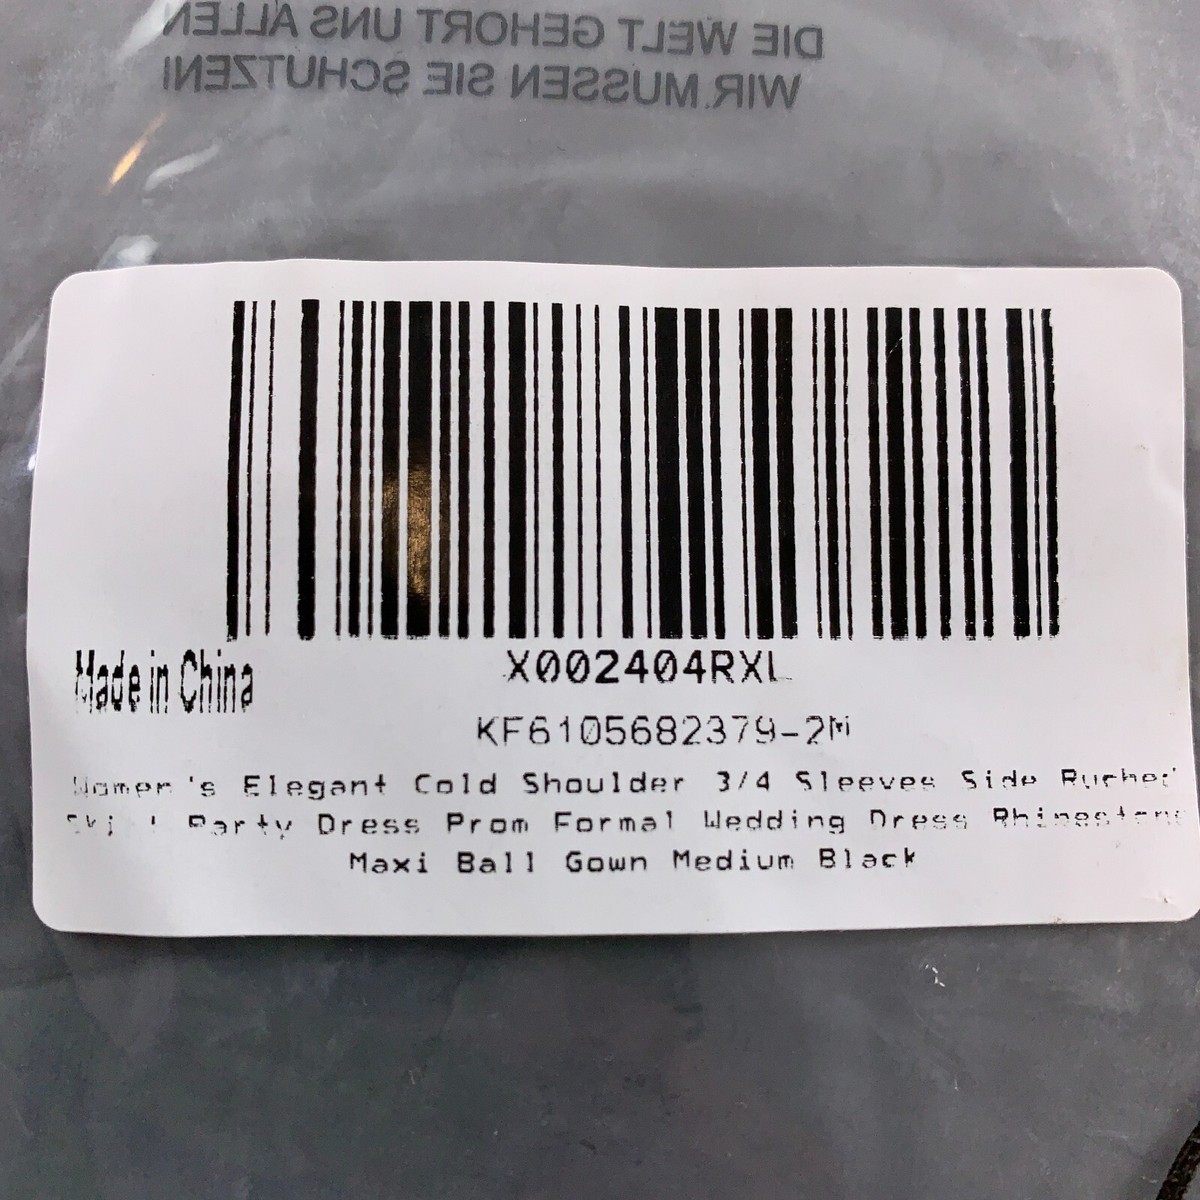 DIE WELT GEHORT UNS ALLEN
WIR MUSSEN SIE SCHUTZEN!
Made in China
X002404RXL
KF6105682379-2M
Women's Elegant Cold Shoulder 3/4 Sleeves Side Ruched
Skirt Party Dress Prom Formal Wedding Dress Rhinestone
Maxi Ball Gown Medium Black